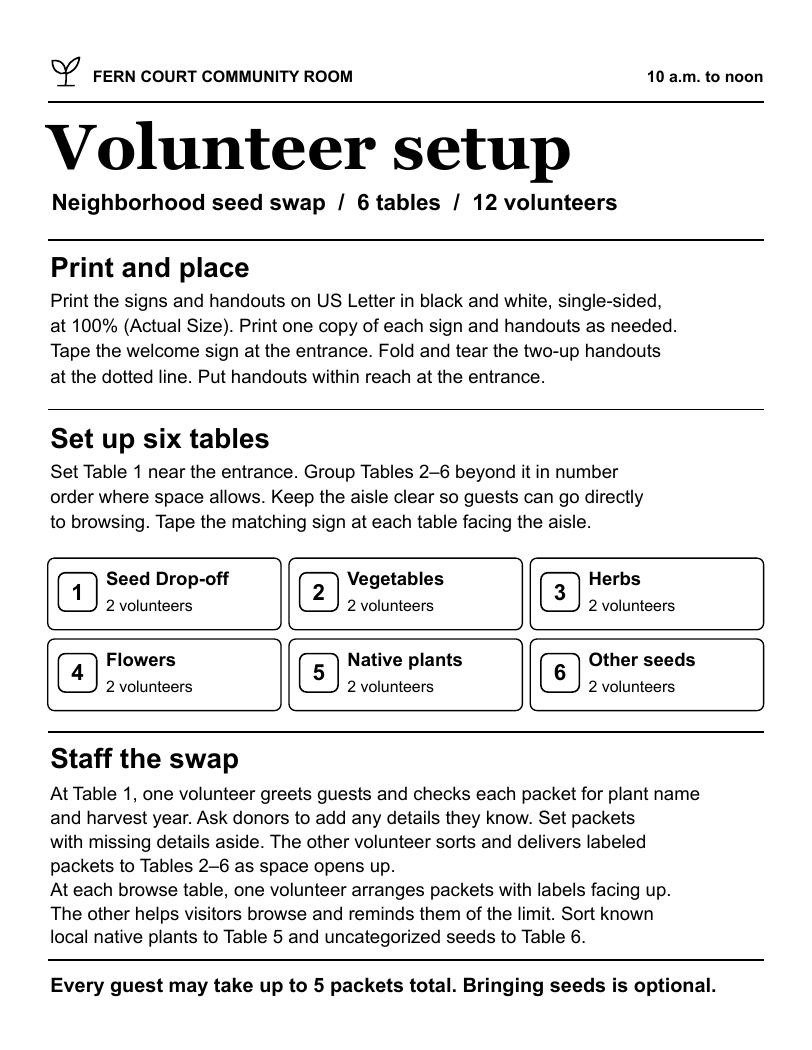 FERN COURT COMMUNITY ROOM
10 a.m. to noon
Volunteer setup
Neighborhood seed swap / 6 tables / 12 volunteers
Print and place
Print the signs and handouts on US Letter in black and white, single-sided,
at 100% (Actual Size). Print one copy of each sign and handouts as needed.
Tape the welcome sign at the entrance. Fold and tear the two-up handouts
at the dotted line. Put handouts within reach at the entrance.
Set up six tables
Set Table 1 near the entrance. Group Tables 2–6 beyond it in number
order where space allows. Keep the aisle clear so guests can go directly
to browsing. Tape the matching sign at each table facing the aisle.
1
Seed Drop-off
2 volunteers
2
Vegetables
2 volunteers
3
Herbs
2 volunteers
4
Flowers
2 volunteers
5
Native plants
2 volunteers
6
Other seeds
2 volunteers
Staff the swap
At Table 1, one volunteer greets guests and checks each packet for plant name
and harvest year. Ask donors to add any details they know. Set packets
with missing details aside. The other volunteer sorts and delivers labeled
packets to Tables 2–6 as space opens up.
At each browse table, one volunteer arranges packets with labels facing up.
The other helps visitors browse and reminds them of the limit. Sort known
local native plants to Table 5 and uncategorized seeds to Table 6.
Every guest may take up to 5 packets total. Bringing seeds is optional.